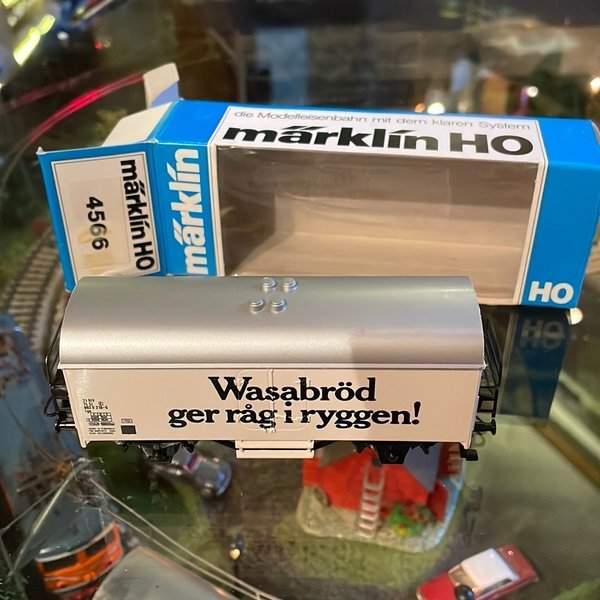 die Modelleisenbahn mit dem klaren System
märklin HO
märklin HO
4566
märklin
HO
Wasabröd
ger råg i ryggen!